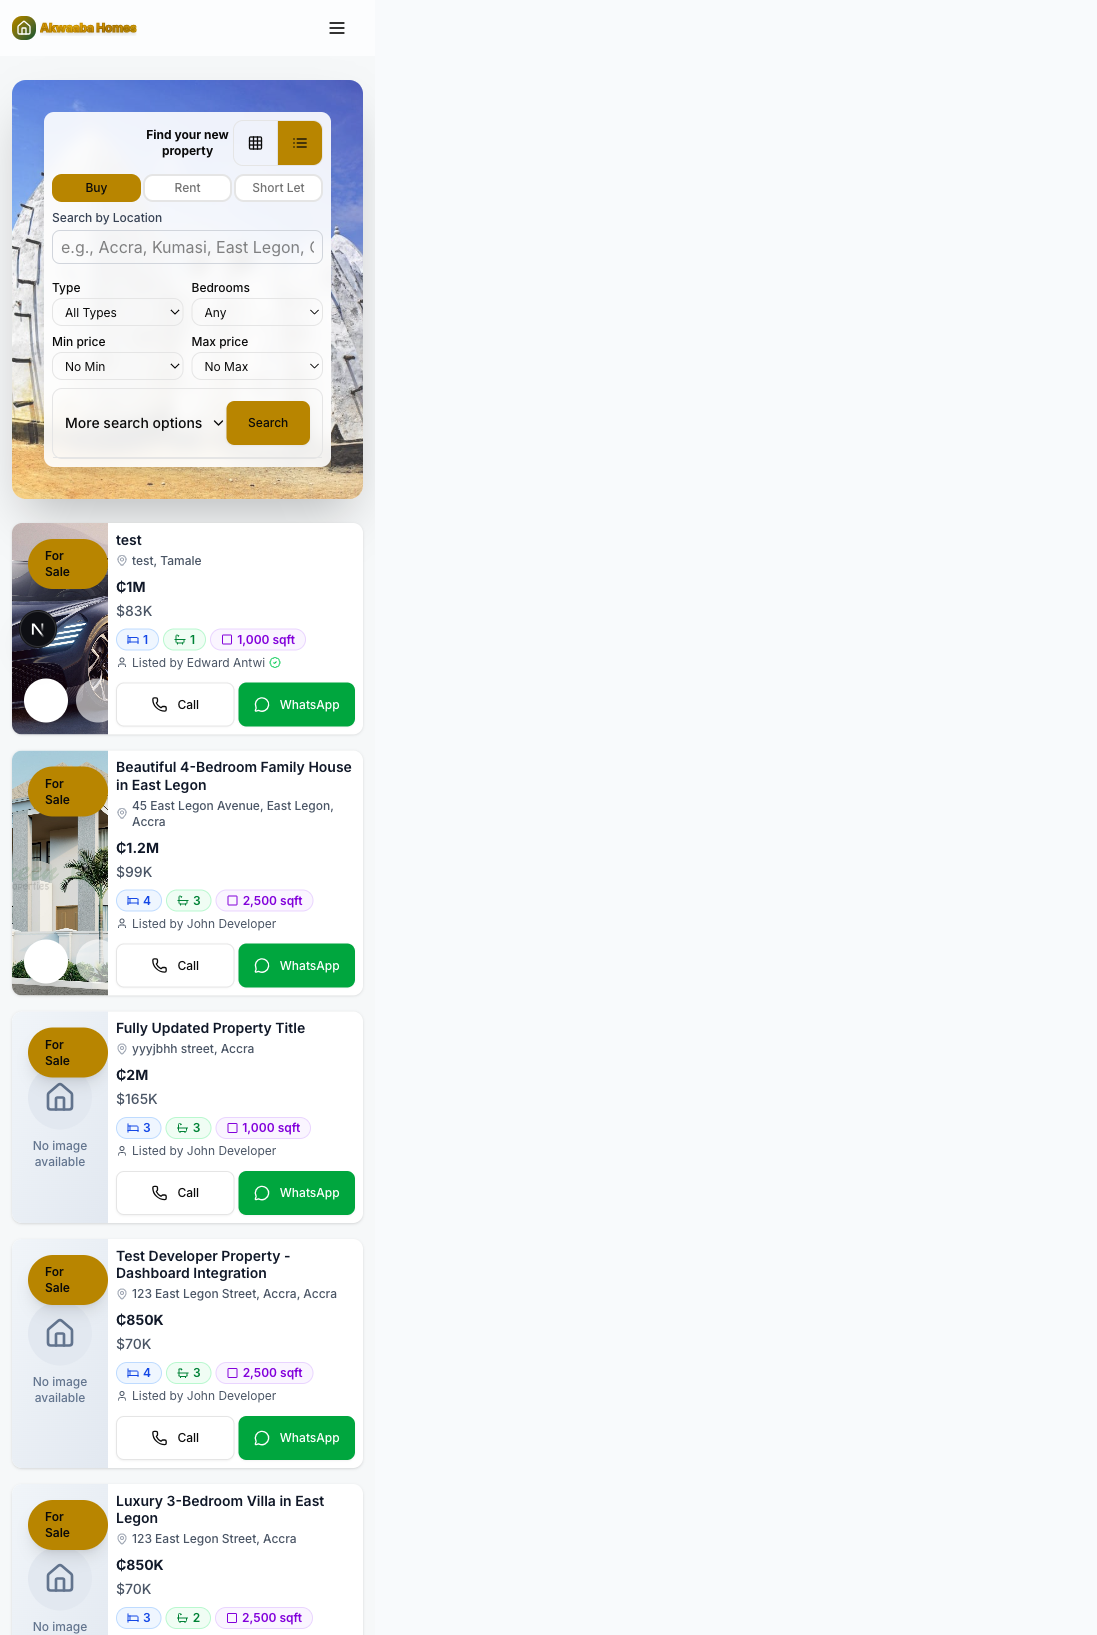 Akwaaba Homes
Find your new
property
Buy
Rent
Short Let
Search by Location
e.g., Accra, Kumasi, East Legon, C
Type
Bedrooms
All Types
Any
Min price
Max price
No Min
No Max
More search options
Search
For
Sale
N
test
test, Tamale
₵1M
$83K
1
1
1,000 sqft
Listed by Edward Antwi
Call
WhatsApp
For
Sale
Beautiful 4-Bedroom Family House
in East Legon
45 East Legon Avenue, East Legon,
Accra
₵1.2M
$99K
4
3
2,500 sqft
Listed by John Developer
Call
WhatsApp
For
Sale
No image
available
Fully Updated Property Title
yyyjbhh street, Accra
₵2M
$165K
3
3
1,000 sqft
Listed by John Developer
Call
WhatsApp
For
Sale
No image
available
Test Developer Property -
Dashboard Integration
123 East Legon Street, Accra, Accra
₵850K
$70K
4
3
2,500 sqft
Listed by John Developer
Call
WhatsApp
For
Sale
No image
Luxury 3-Bedroom Villa in East
Legon
123 East Legon Street, Accra
₵850K
$70K
3
2
2,500 sqft